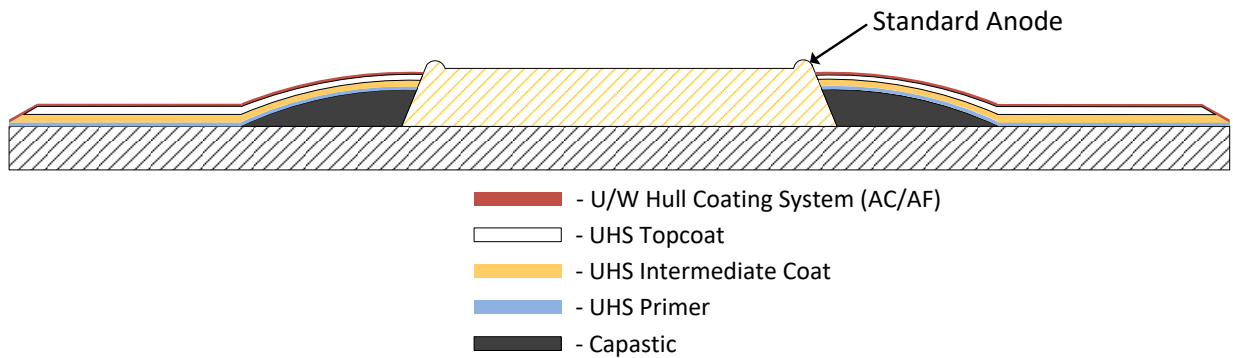 Standard Anode
- U/W Hull Coating System (AC/AF)
- UHS Topcoat
- UHS Intermediate Coat
- UHS Primer
- Capastic